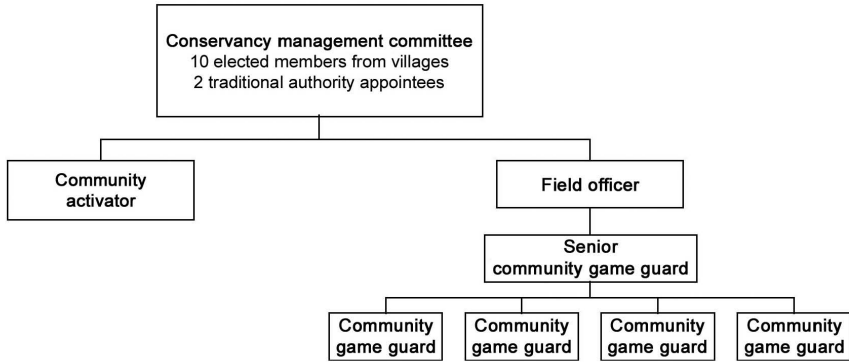 Conservancy management committee
10 elected members from villages
2 traditional authority appointees
Community
activator
Field officer
Senior
community game guard
Community
game guard
Community
game guard
Community
game guard
Community
game guard